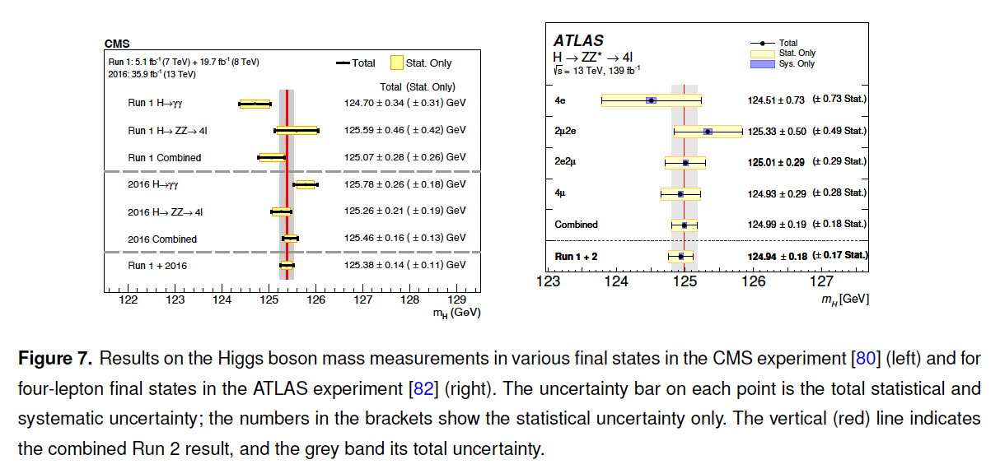 CMS
Run 1: 5.1 fb⁻¹ (7 TeV) + 19.7 fb⁻¹ (8 TeV)
2016: 35.9 fb⁻¹ (13 TeV)
Total Stat. Only
Total (Stat. Only)
Run 1 H→γγ 124.70 ± 0.34 ( ± 0.31) GeV
Run 1 H→ ZZ→ 4l 125.59 ± 0.46 ( ± 0.42) GeV
Run 1 Combined 125.07 ± 0.28 ( ± 0.26) GeV
2016 H→γγ 125.78 ± 0.26 ( ± 0.18) GeV
2016 H→ ZZ→ 4l 125.26 ± 0.21 ( ± 0.19) GeV
2016 Combined 125.46 ± 0.16 ( ± 0.13) GeV
Run 1 + 2016 125.38 ± 0.14 ( ± 0.11) GeV
122 123 124 125 126 127 128 129
m_H (GeV)
ATLAS
H → ZZ* → 4l
√s = 13 TeV, 139 fb⁻¹
Total
Stat. Only
Sys. Only
4e 124.51 ± 0.73 (± 0.73 Stat.)
2μ2e 125.33 ± 0.50 (± 0.49 Stat.)
2e2μ 125.01 ± 0.29 (± 0.29 Stat.)
4μ 124.93 ± 0.29 (± 0.28 Stat.)
Combined 124.99 ± 0.19 (± 0.18 Stat.)
Run 1 + 2 124.94 ± 0.18 (± 0.17 Stat.)
123 124 125 126 127
m_H [GeV]
Figure 7. Results on the Higgs boson mass measurements in various final states in the CMS experiment [80] (left) and for
four-lepton final states in the ATLAS experiment [82] (right). The uncertainty bar on each point is the total statistical and
systematic uncertainty; the numbers in the brackets show the statistical uncertainty only. The vertical (red) line indicates
the combined Run 2 result, and the grey band its total uncertainty.